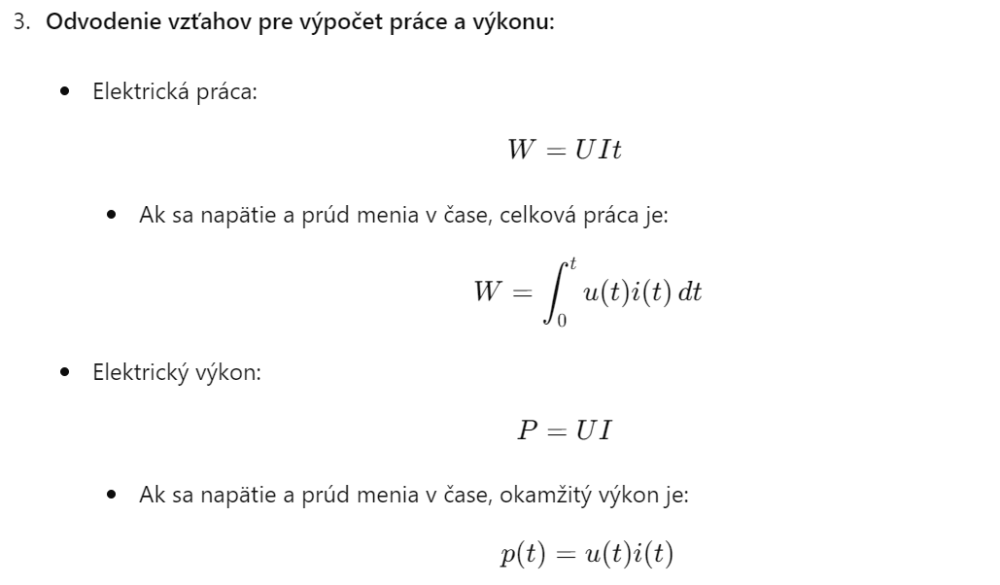 3. Odvodenie vzťahov pre výpočet práce a výkonu:
• Elektrická práca:
W = UIt
• Ak sa napätie a prúd menia v čase, celková práca je:
W = ∫₀ᵗ u(t)i(t) dt
• Elektrický výkon:
P = UI
• Ak sa napätie a prúd menia v čase, okamžitý výkon je:
p(t) = u(t)i(t)